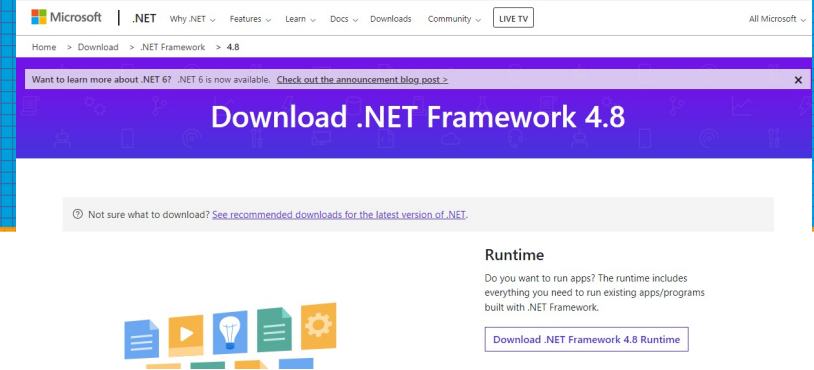 Microsoft .NET Why .NET Features Learn Docs Downloads Community LIVE TV All Microsoft
Home > Download > .NET Framework > 4.8
Want to learn more about .NET 6? .NET 6 is now available. Check out the announcement blog post >
Download .NET Framework 4.8
Not sure what to download? See recommended downloads for the latest version of .NET.
Runtime
Do you want to run apps? The runtime includes
everything you need to run existing apps/programs
built with .NET Framework.
Download .NET Framework 4.8 Runtime